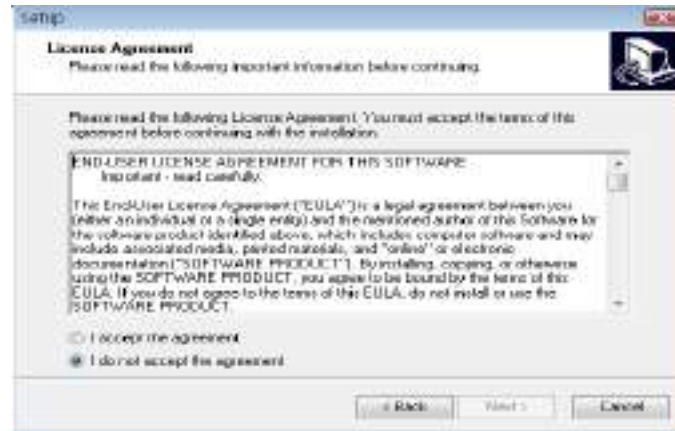 Setup
License Agreement
Please read the following important information before continuing.
Please read the following License Agreement. You must accept the terms of this
agreement before continuing with the installation.
END-USER LICENSE AGREEMENT FOR THIS SOFTWARE
Important - read carefully:
This End-User License Agreement ("EULA") is a legal agreement between you
(either an individual or a single entity) and the mentioned author of this Software for
the software product identified above, which includes computer software and may
include associated media, printed materials, and "online" or electronic
documentation ("SOFTWARE PRODUCT"). By installing, copying, or otherwise
using the SOFTWARE PRODUCT, you agree to be bound by the terms of this
EULA. If you do not agree to the terms of this EULA, do not install or use the
SOFTWARE PRODUCT.
I accept the agreement
I do not accept the agreement
< Back
Next >
Cancel